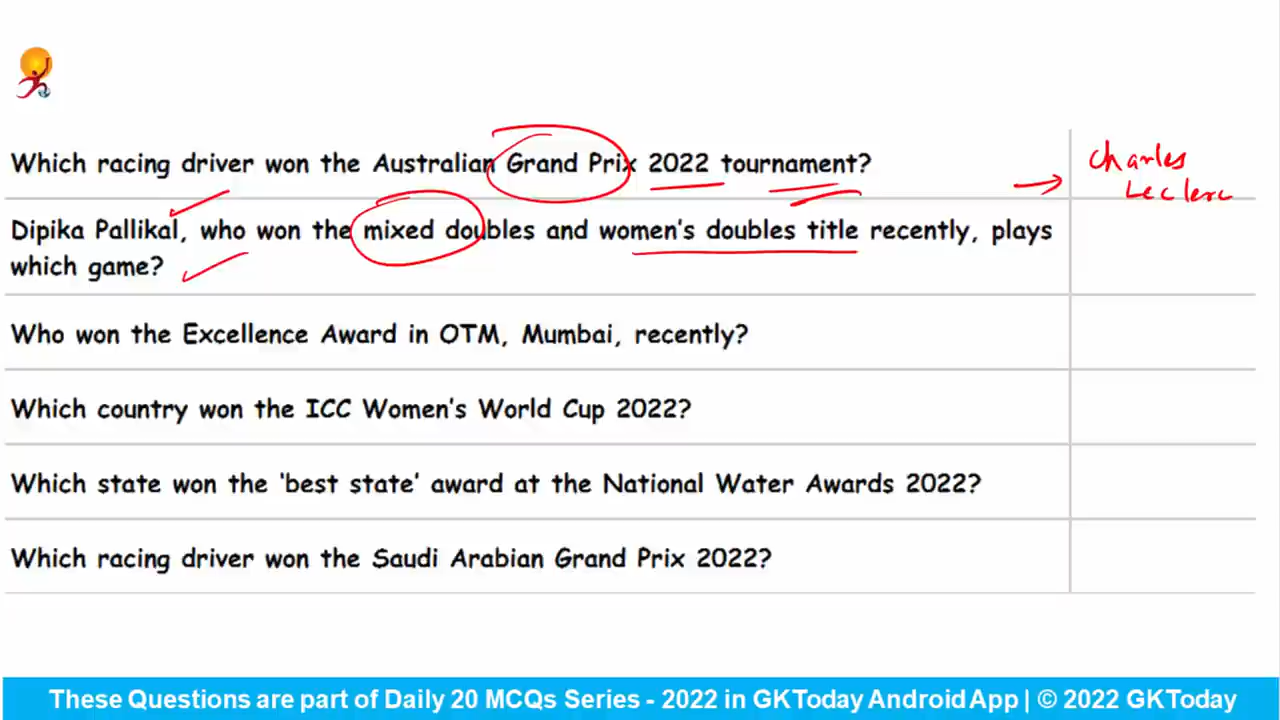 Which racing driver won the Australian Grand Prix 2022 tournament?
Charles
Leclerc
Dipika Pallikal, who won the mixed doubles and women's doubles title recently, plays
which game?
Who won the Excellence Award in OTM, Mumbai, recently?
Which country won the ICC Women's World Cup 2022?
Which state won the 'best state' award at the National Water Awards 2022?
Which racing driver won the Saudi Arabian Grand Prix 2022?
These Questions are part of Daily 20 MCQs Series - 2022 in GKToday Android App | © 2022 GKToday